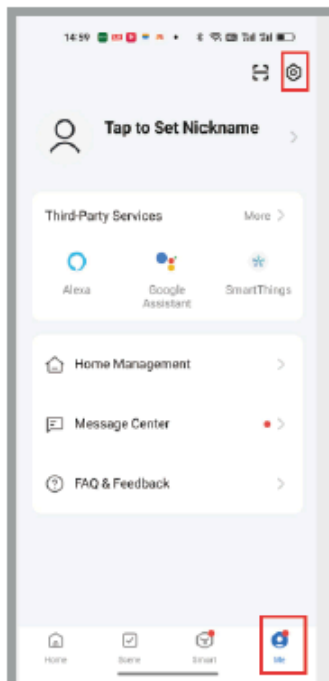 14:59
Tap to Set Nickname
Third-Party Services
More
Alexa
Google
Assistant
SmartThings
Home Management
Message Center
FAQ & Feedback
Home
Scene
Smart
Me